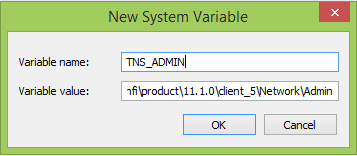 New System Variable
Variable name: TNS_ADMIN
Variable value: nfi\product\11.1.0\client_5\Network\Admin
OK Cancel